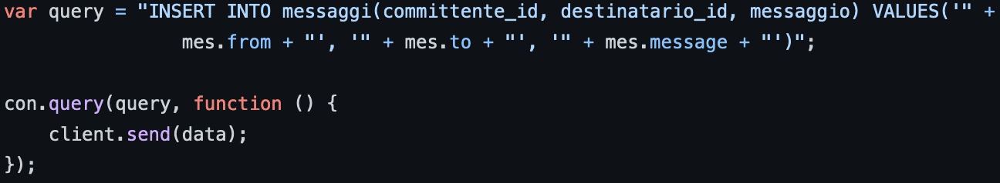 var query = "INSERT INTO messaggi(committente_id, destinatario_id, messaggio) VALUES('" +
                mes.from + "', '" + mes.to + "', '" + mes.message + "')";
con.query(query, function () {
    client.send(data);
});